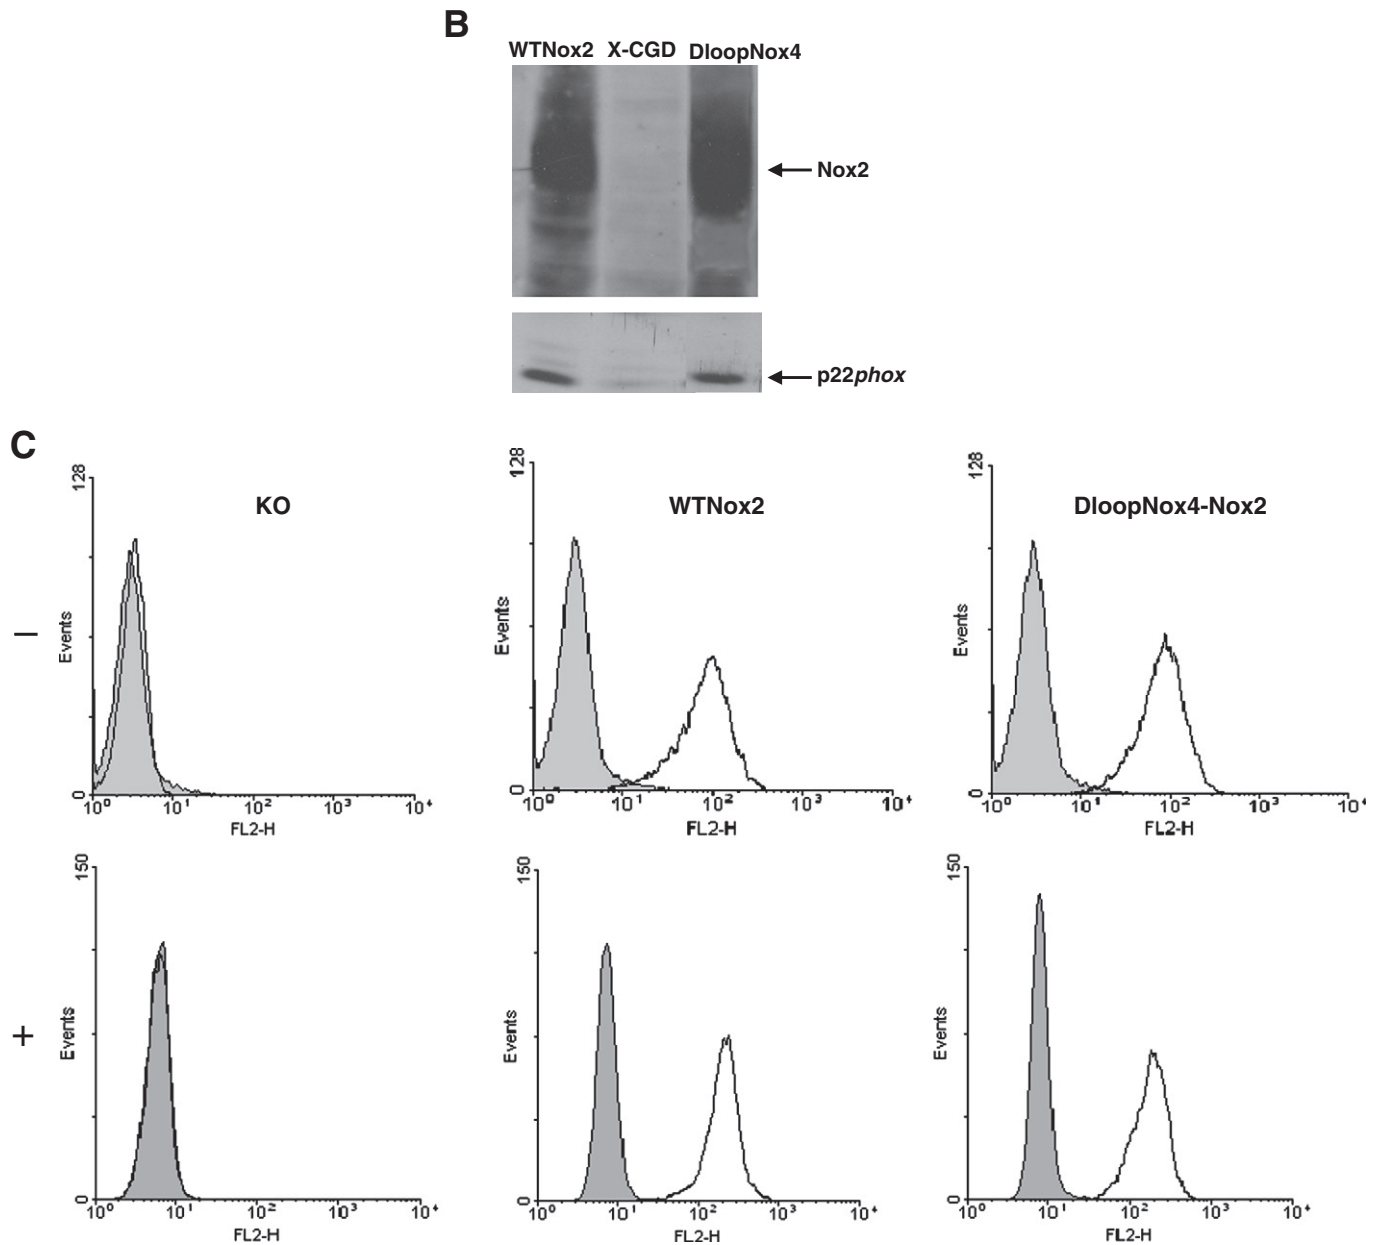 B
WTNox2 X-CGD DloopNox4
Nox2
p22phox
C
128
KO
Events
0
10⁰ 10¹ 10² 10³ 10⁴
FL2-H
128
WTNox2
Events
0
10⁰ 10¹ 10² 10³ 10⁴
FL2-H
128
DloopNox4-Nox2
Events
0
10⁰ 10¹ 10² 10³ 10⁴
FL2-H
–
150
Events
0
10⁰ 10¹ 10² 10³ 10⁴
FL2-H
150
Events
0
10⁰ 10¹ 10² 10³ 10⁴
FL2-H
150
Events
0
10⁰ 10¹ 10² 10³ 10⁴
FL2-H
+